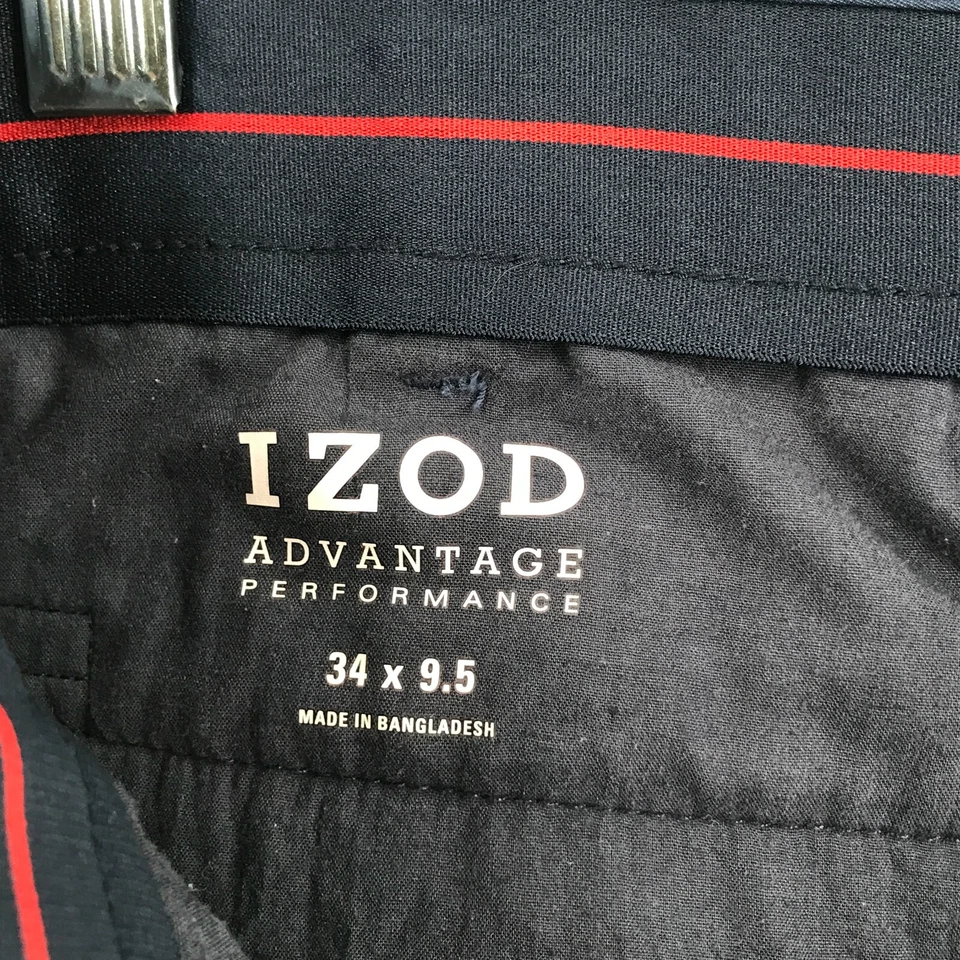 IZOD
ADVANTAGE
PERFORMANCE
34 x 9.5
MADE IN BANGLADESH